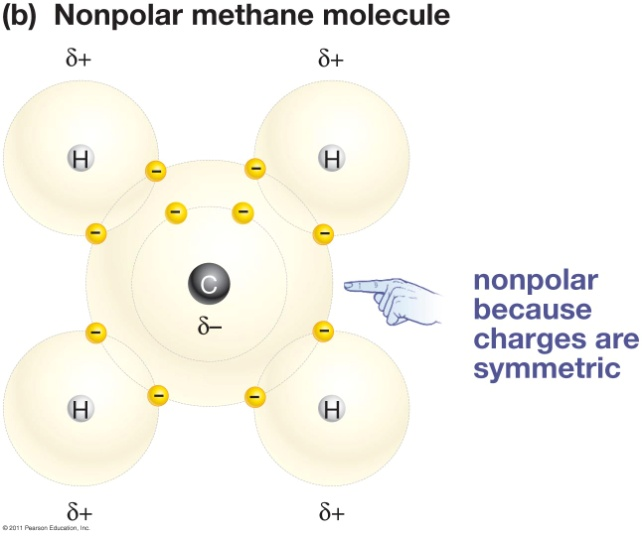 (b) Nonpolar methane molecule
δ+ δ+
H H
− −
− −
− −
C
δ−
− −
− −
H H
nonpolar
because
charges are
symmetric
δ+ δ+
© 2011 Pearson Education, Inc.